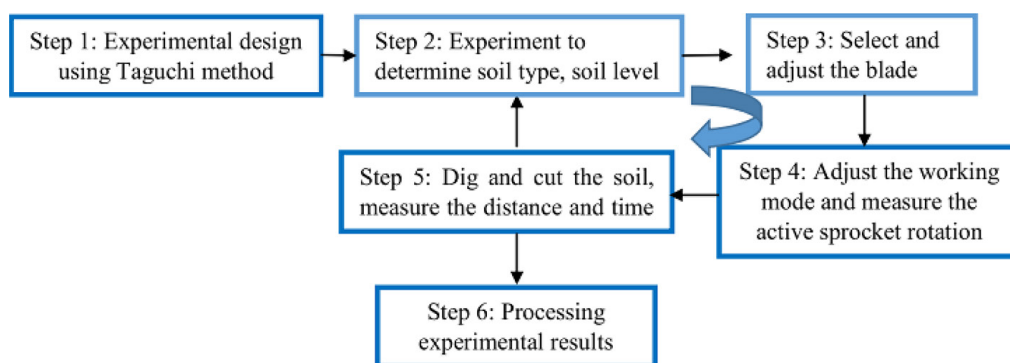 Step 1: Experimental design
using Taguchi method
Step 2: Experiment to
determine soil type, soil level
Step 3: Select and
adjust the blade
Step 4: Adjust the working
mode and measure the
active sprocket rotation
Step 5: Dig and cut the soil,
measure the distance and time
Step 6: Processing
experimental results